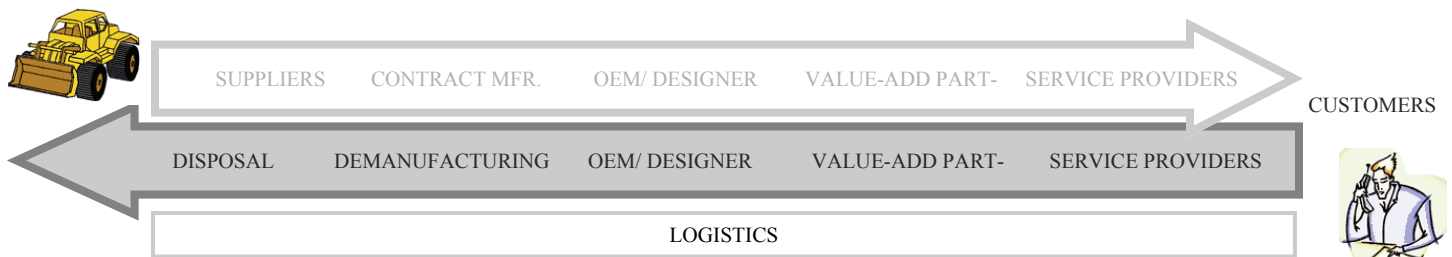 SUPPLIERS CONTRACT MFR. OEM/ DESIGNER VALUE-ADD PART- SERVICE PROVIDERS
CUSTOMERS
DISPOSAL DEMANUFACTURING OEM/ DESIGNER VALUE-ADD PART- SERVICE PROVIDERS
LOGISTICS